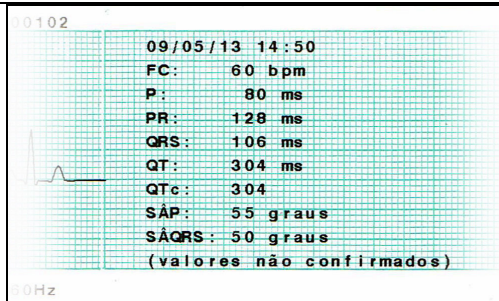 00102
09/05/13 14:50
FC: 60 bpm
P: 80 ms
PR: 128 ms
QRS: 106 ms
QT: 304 ms
QTc: 304
SÂP: 55 graus
SÂQRS: 50 graus
(valores não confirmados)
60Hz